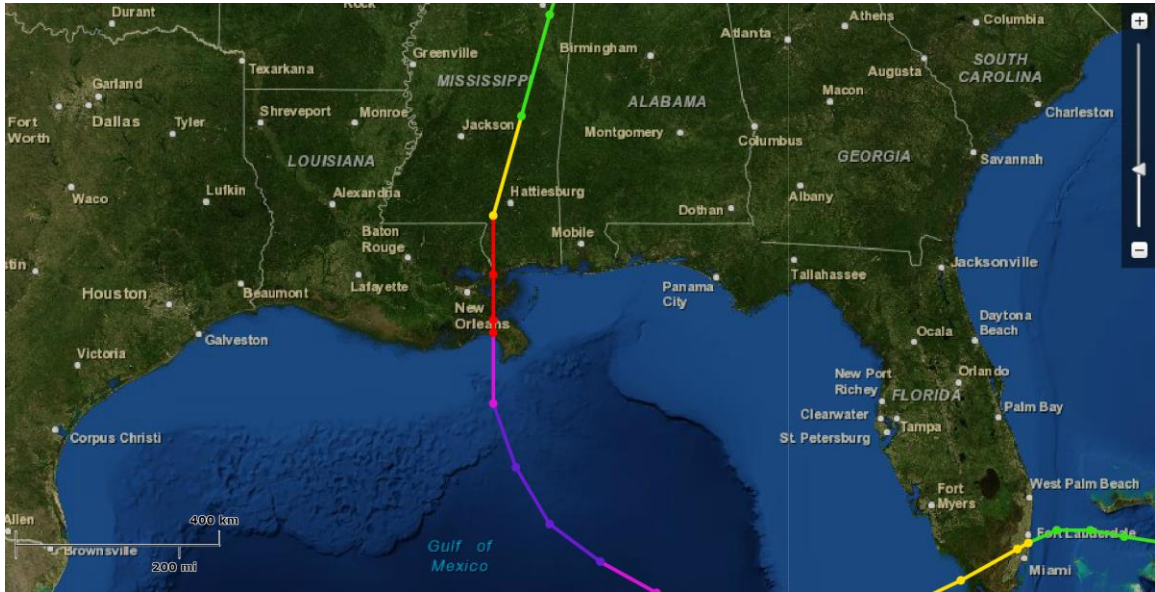 Durant
Rock
Greenville
Birmingham
Atlanta
Athens
Columbia
+
Texarkana
MISSISSIPP
SOUTH
CAROLINA
Augusta
Garland
Dallas
Fort
Worth
Tyler
Shreveport
Monroe
Jackson
ALABAMA
Macon
Charleston
Montgomery
Columbus
GEORGIA
Savannah
LOUISIANA
Waco
Lufkin
Alexandria
Hattiesburg
Dothan
Albany
Baton
Rouge
Mobile
−
stin
Houston
Beaumont
Lafayette
New
Orleans
Panama
City
Tallahassee
Jacksonville
Galveston
Victoria
Ocala
Daytona
Beach
New Port
Richey
Orlando
FLORIDA
Clearwater
Tampa
Palm Bay
St. Petersburg
Corpus Christi
Fort
Myers
West Palm Beach
Allen
400 km
Brownsville
200 mi
Gulf of
Mexico
Fort Lauderdale
Miami